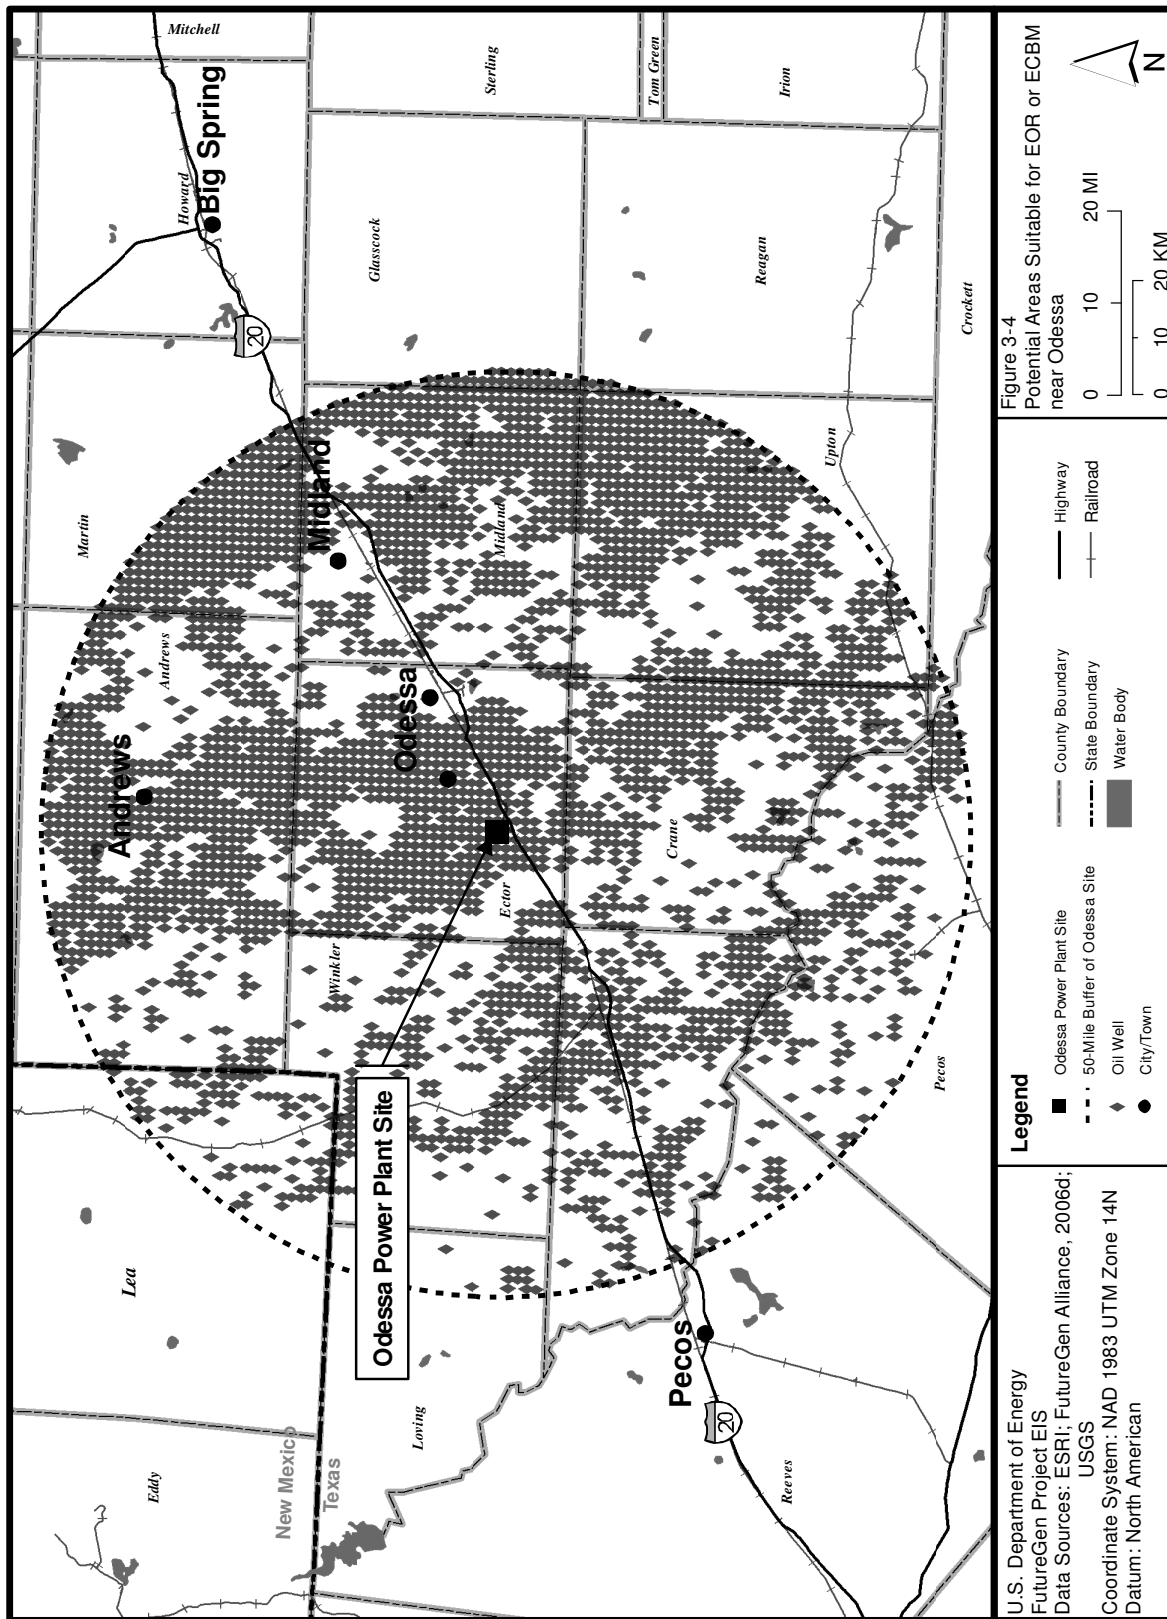 Mitchell
Howard
Big Spring
Sterling
Tom Green
Irion
20
Glasscock
Reagan
Crockett
Martin
Midland
Midland
Upton
Andrews
Andrews
Odessa
Ector
Crane
Winkler
Odessa Power Plant Site
Pecos
Lea
Eddy
New Mexico
Texas
Loving
Pecos
20
Reeves
U.S. Department of Energy
FutureGen Project EIS
Data Sources: ESRI; FutureGen Alliance, 2006d;
USGS
Coordinate System: NAD 1983 UTM Zone 14N
Datum: North American
Legend
Odessa Power Plant Site
50-Mile Buffer of Odessa Site
Oil Well
City/Town
County Boundary
State Boundary
Water Body
Highway
Railroad
Figure 3-4
Potential Areas Suitable for EOR or ECBM
near Odessa
0 10 20 MI
0 10 20 KM
N